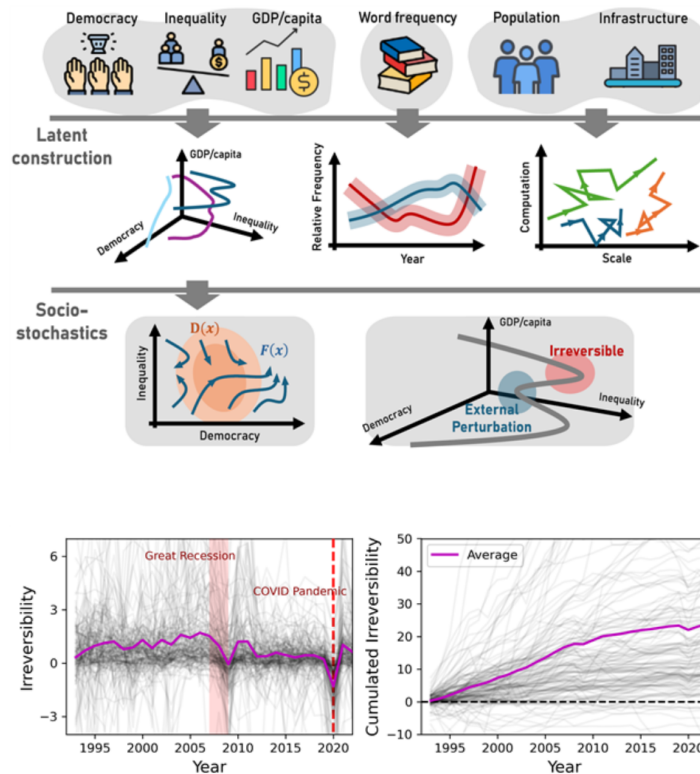 Democracy
Inequality
GDP/capita
Word frequency
Population
Infrastructure
$
$
Latent
construction
GDP/capita
Democracy
Inequality
Relative Frequency
Year
Computation
Scale
Socio-
stochastics
D(x)
F(x)
Inequality
Democracy
GDP/capita
Irreversible
External
Perturbation
Inequality
Democracy
Great Recession
COVID Pandemic
Irreversibility
6
3
0
−3
1995
2000
2005
2010
2015
2020
Year
Average
Cumulated Irreversibility
50
40
30
20
10
0
−10
1995
2000
2005
2010
2015
2020
Year